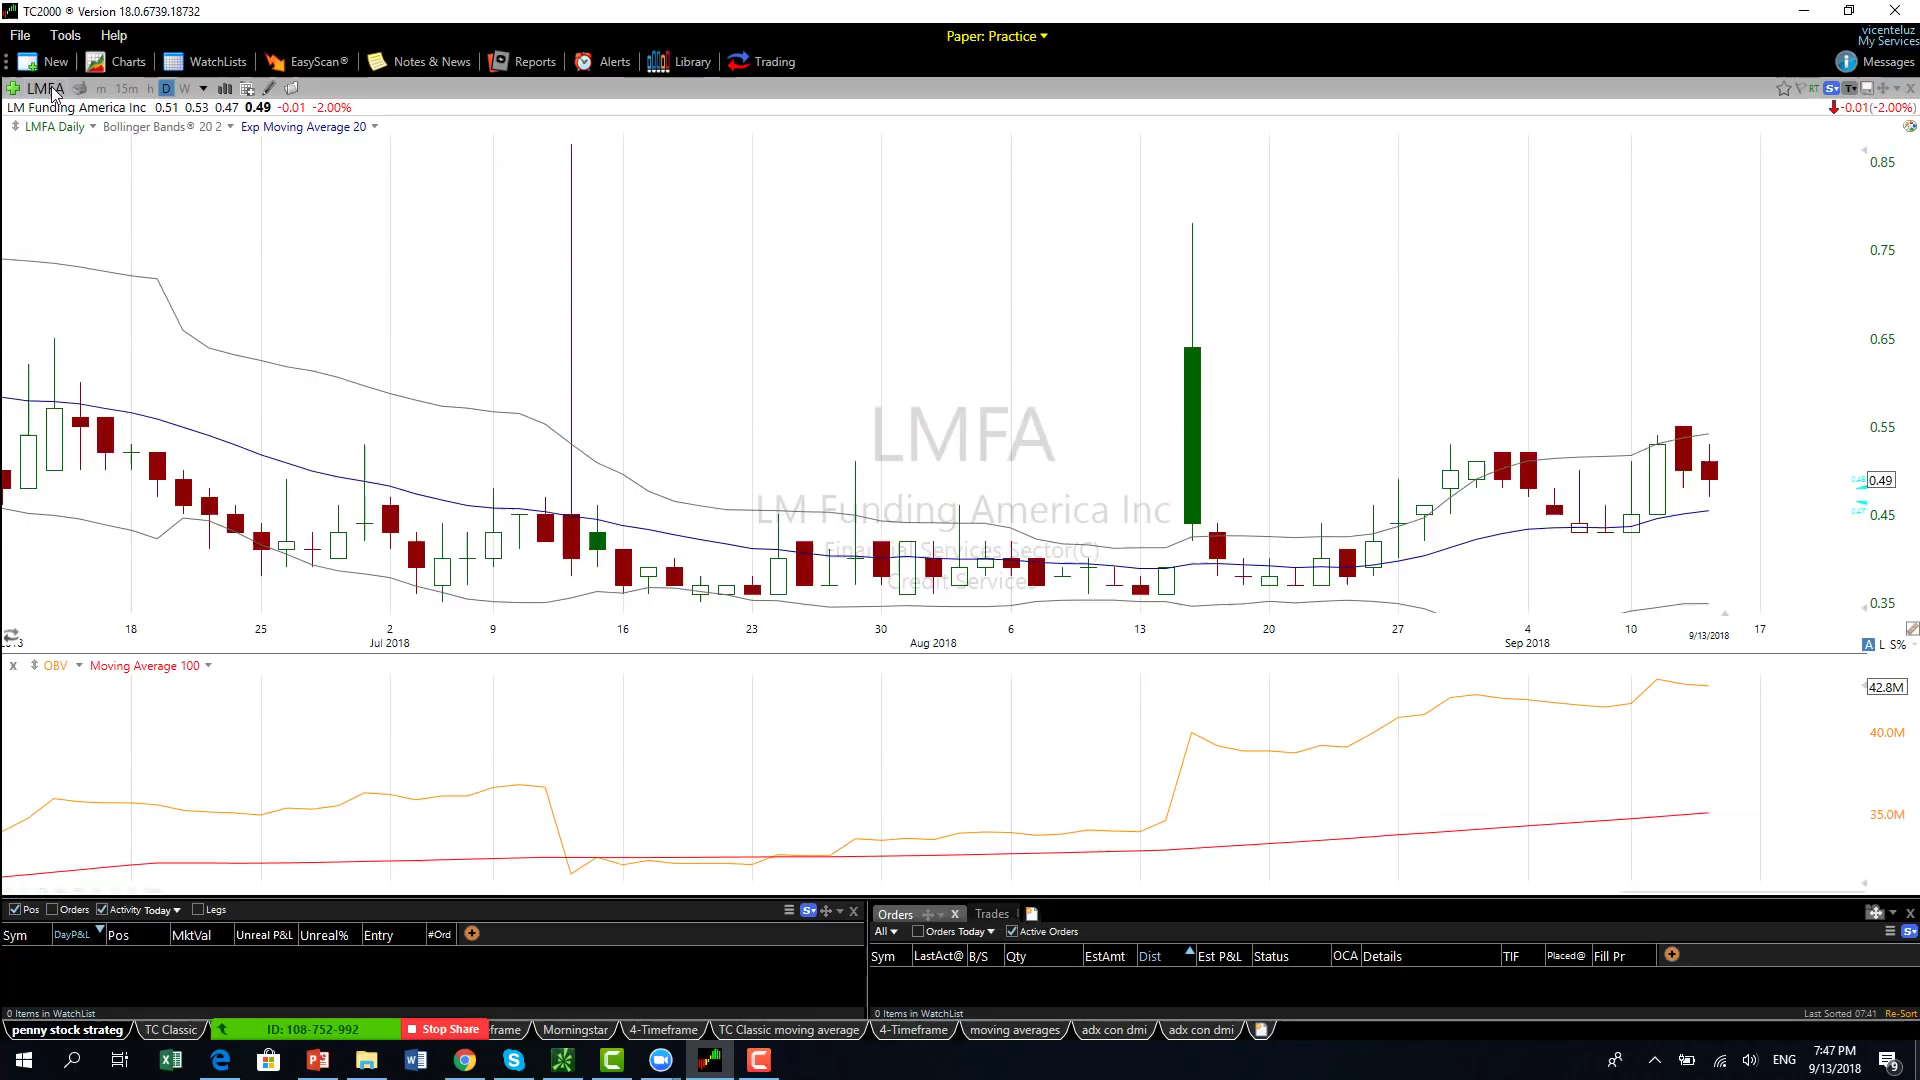 TC2000 ® Version 18.0.6739.18732
File Tools Help
Paper: Practice
vicenteluz
My Services
New Charts WatchLists EasyScan® Notes & News Reports Alerts Library Trading
Messages
LMFA m 15m h D W
RT S T
LM Funding America Inc 0.51 0.53 0.47 0.49 -0.01 -2.00%
-0.01(-2.00%)
LMFA Daily Bollinger Bands® 20 2 Exp Moving Average 20
0.85
0.75
0.65
0.55
0.49
0.45
0.47
0.35
LMFA
LM Funding America Inc
Financial Services Sector(C)
Credit Services
18 25 2 9 16 23 30 6 13 20 27 4 10 9/13/2018 17
Jul 2018 Aug 2018 Sep 2018
A L S%
X OBV Moving Average 100
42.8M
40.0M
35.0M
Pos Orders Activity Today Legs
S
Sym DayP&L Pos MktVal Unreal P&L Unreal% Entry #Ord
0 Items in WatchList
Orders X Trades
All Orders Today Active Orders
S
Sym LastAct@ B/S Qty EstAmt Dist Est P&L Status OCA Details TIF Placed@ Fill Pr
0 Items in WatchList
Last Sorted 07:41 Re-Sort
penny stock strateg TC Classic ID: 108-752-992 Stop Share frame Morningstar 4-Timeframe TC Classic moving average 4-Timeframe moving averages adx con dmi adx con dmi
ENG
7:47 PM
9/13/2018
9